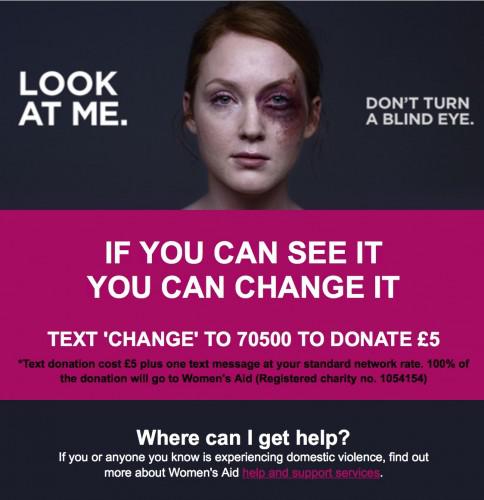 LOOK
AT ME.
DON'T TURN
A BLIND EYE.
IF YOU CAN SEE IT
YOU CAN CHANGE IT
TEXT 'CHANGE' TO 70500 TO DONATE £5
*Text donation cost £5 plus one text message at your standard network rate. 100% of
the donation will go to Women's Aid (Registered charity no. 1054154)
Where can I get help?
If you or anyone you know is experiencing domestic violence, find out
more about Women's Aid help and support services.